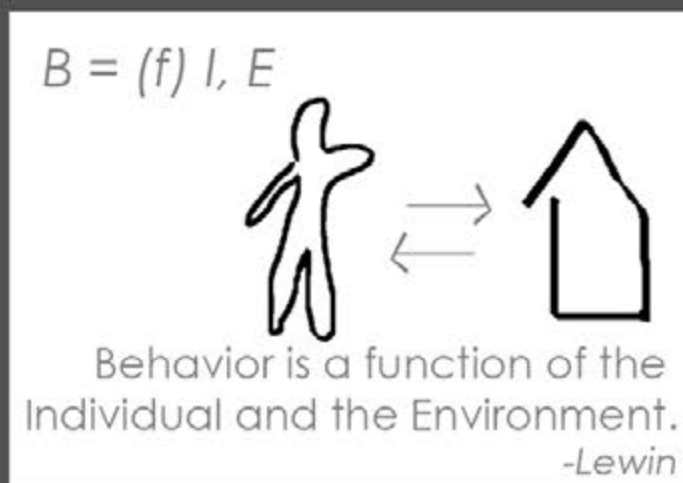 B = (f) I, E
Behavior is a function of the
Individual and the Environment.
-Lewin